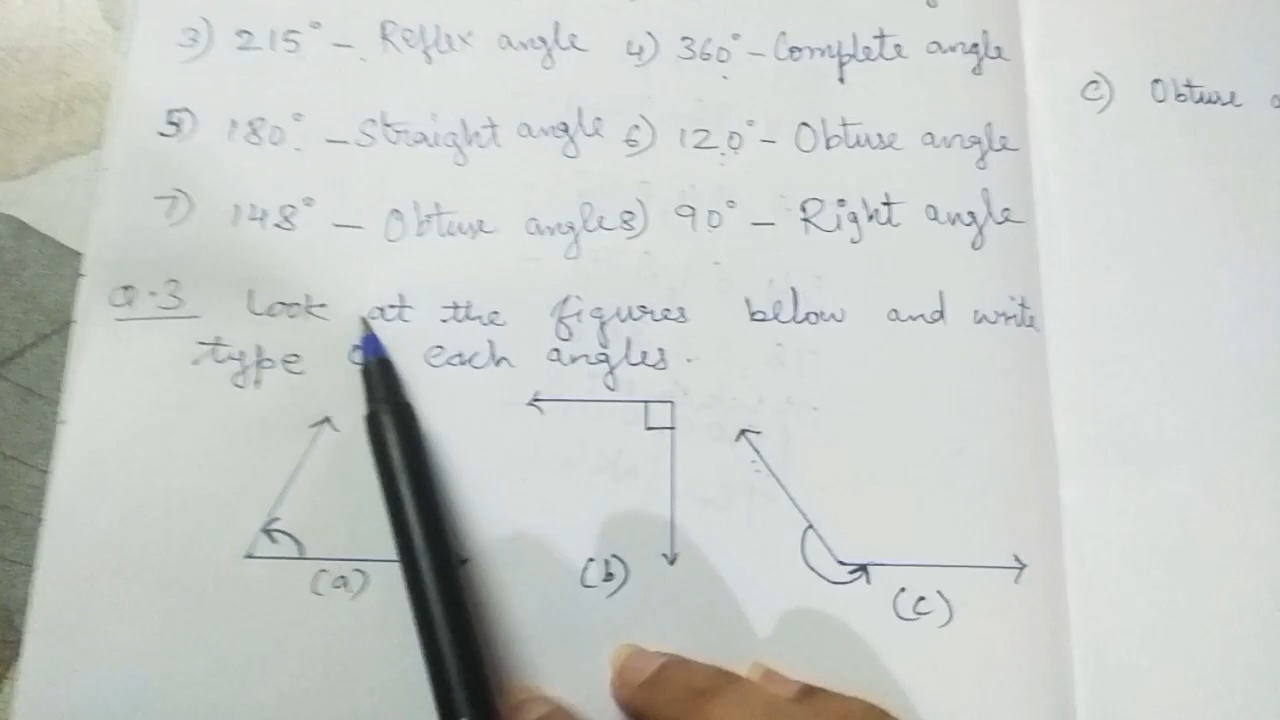 3) 215° - Reflex angle 4) 360° - Complete angle
5) 180° - Straight angle 6) 120° - Obtuse angle
7) 148° - Obtuse angle 8) 90° - Right angle
Q.3 Look at the figures below and write
type each angles.
(a) (b) (c)
c) Obtuse